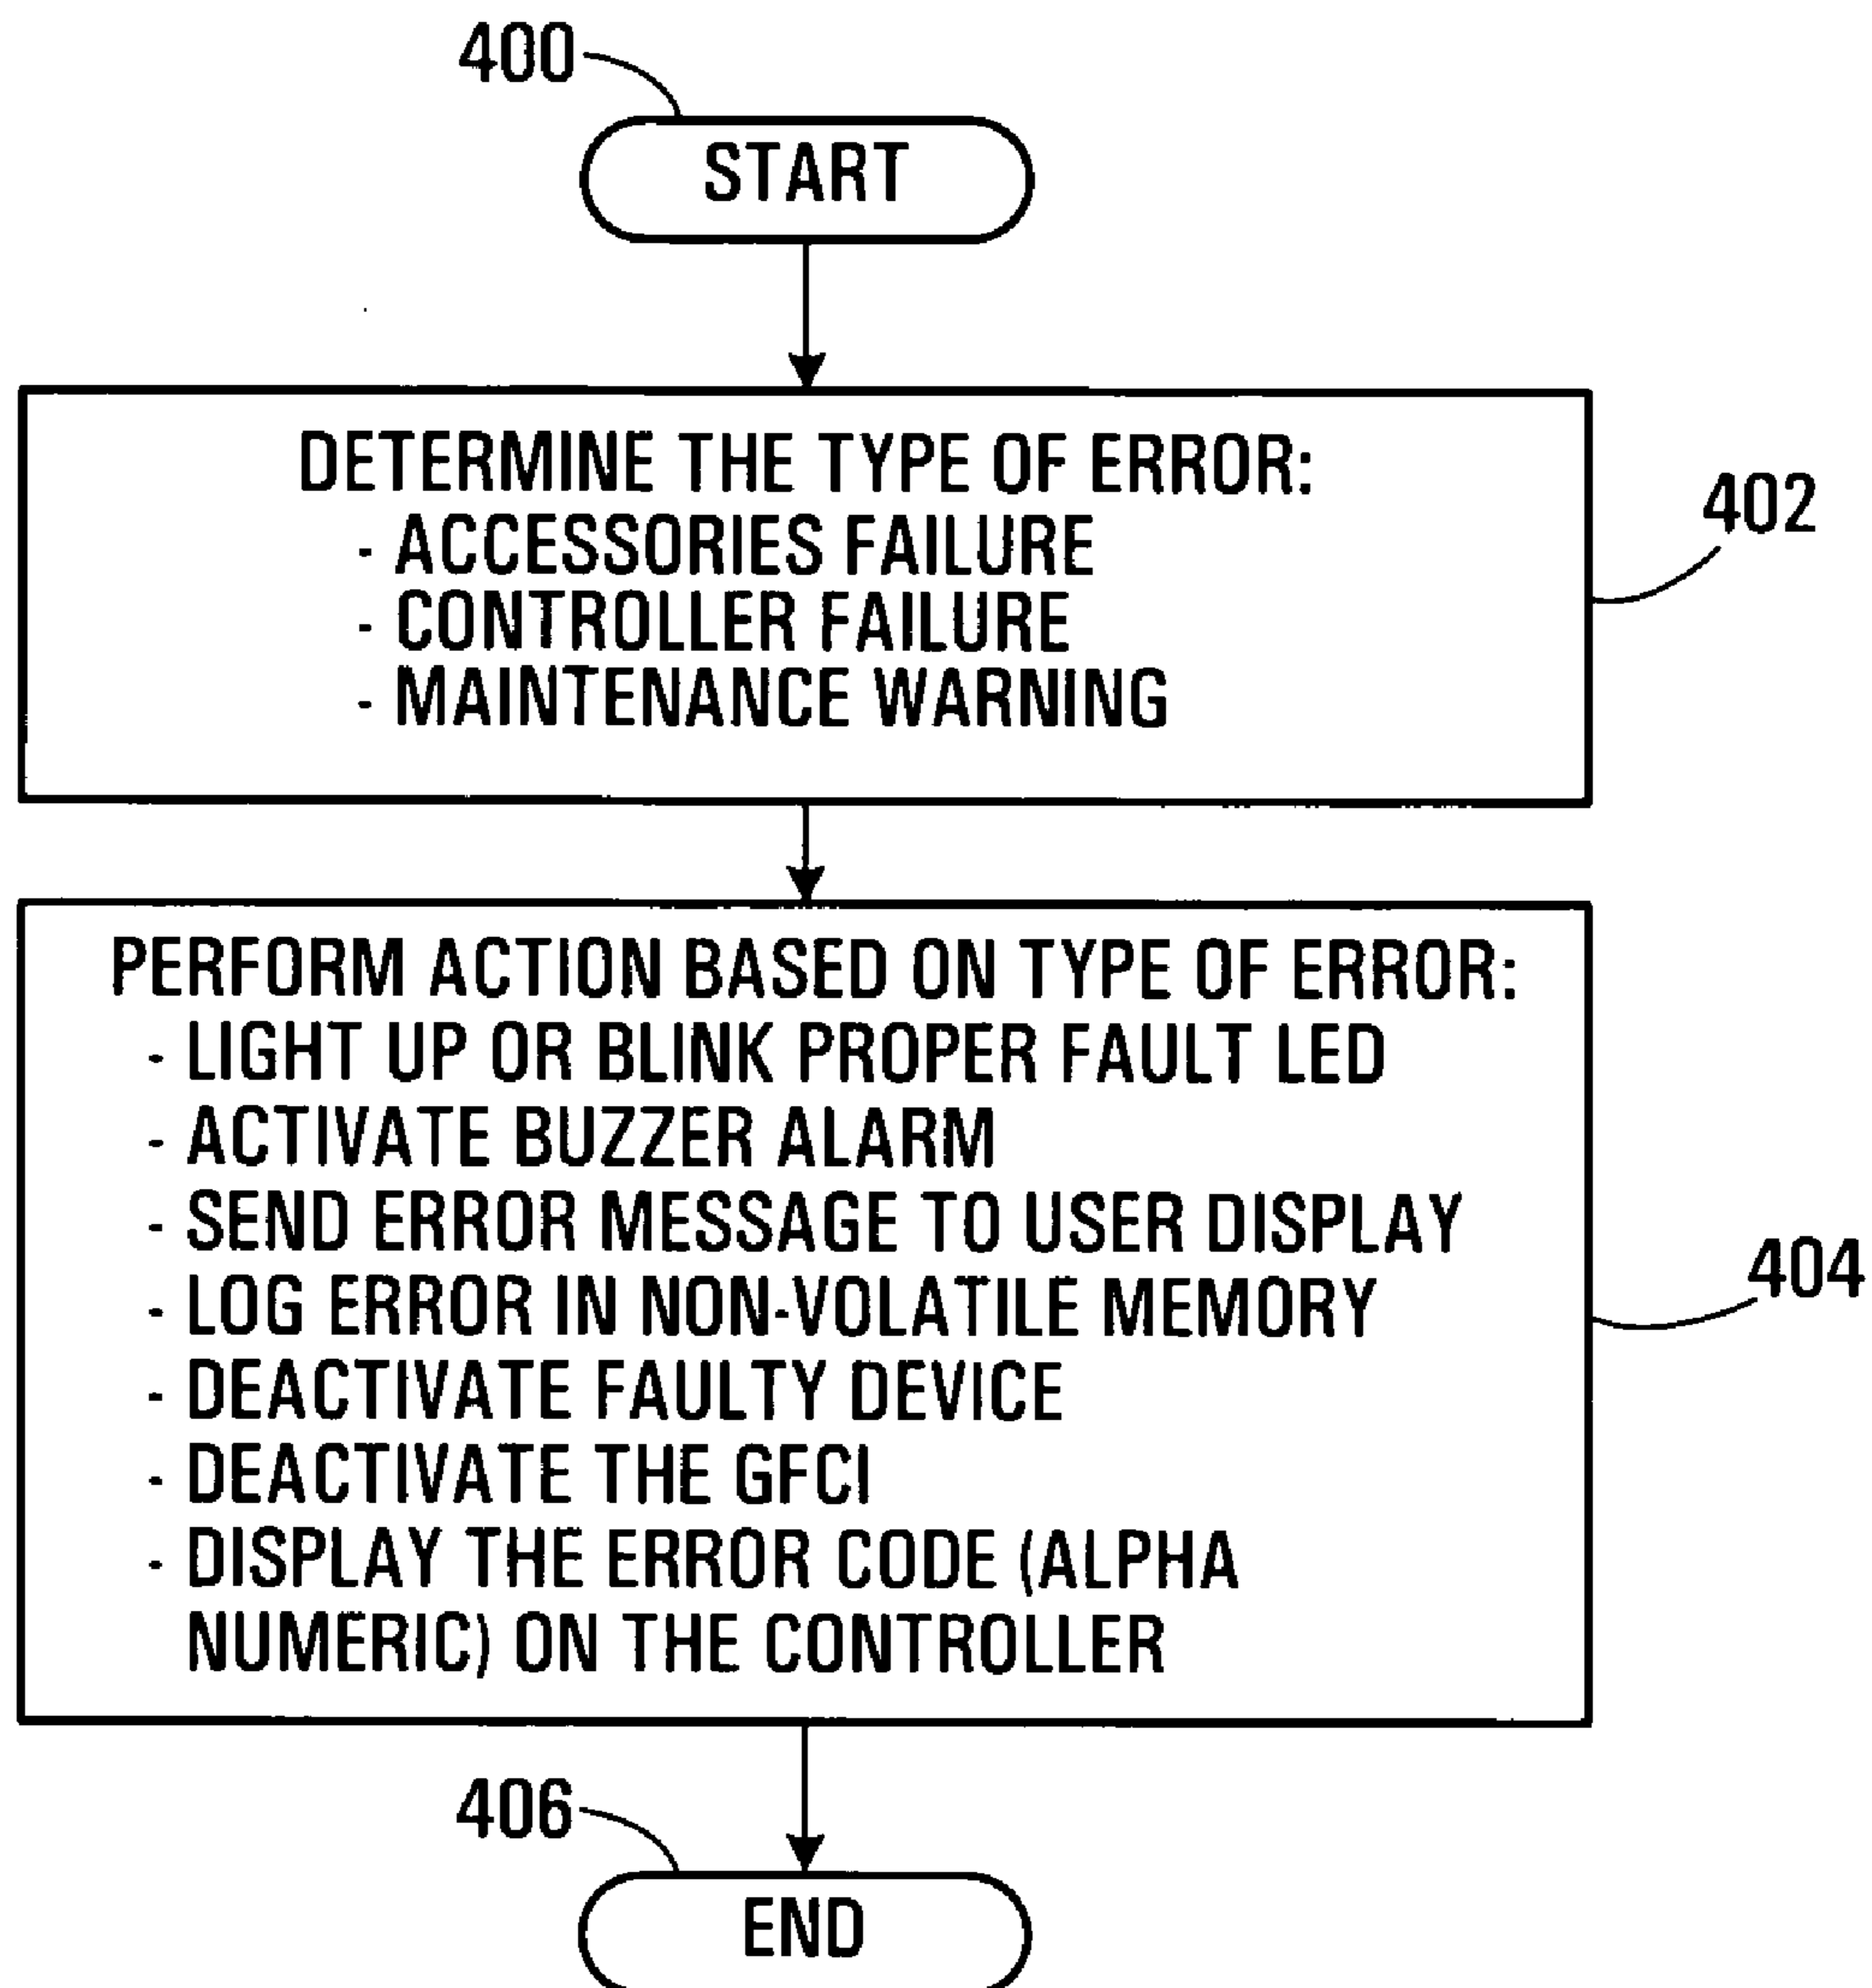 400
START
DETERMINE THE TYPE OF ERROR:
- ACCESSORIES FAILURE
- CONTROLLER FAILURE
- MAINTENANCE WARNING
402
PERFORM ACTION BASED ON TYPE OF ERROR:
- LIGHT UP OR BLINK PROPER FAULT LED
- ACTIVATE BUZZER ALARM
- SEND ERROR MESSAGE TO USER DISPLAY
- LOG ERROR IN NON-VOLATILE MEMORY
- DEACTIVATE FAULTY DEVICE
- DEACTIVATE THE GFCI
- DISPLAY THE ERROR CODE (ALPHA
NUMERIC) ON THE CONTROLLER
404
406
END